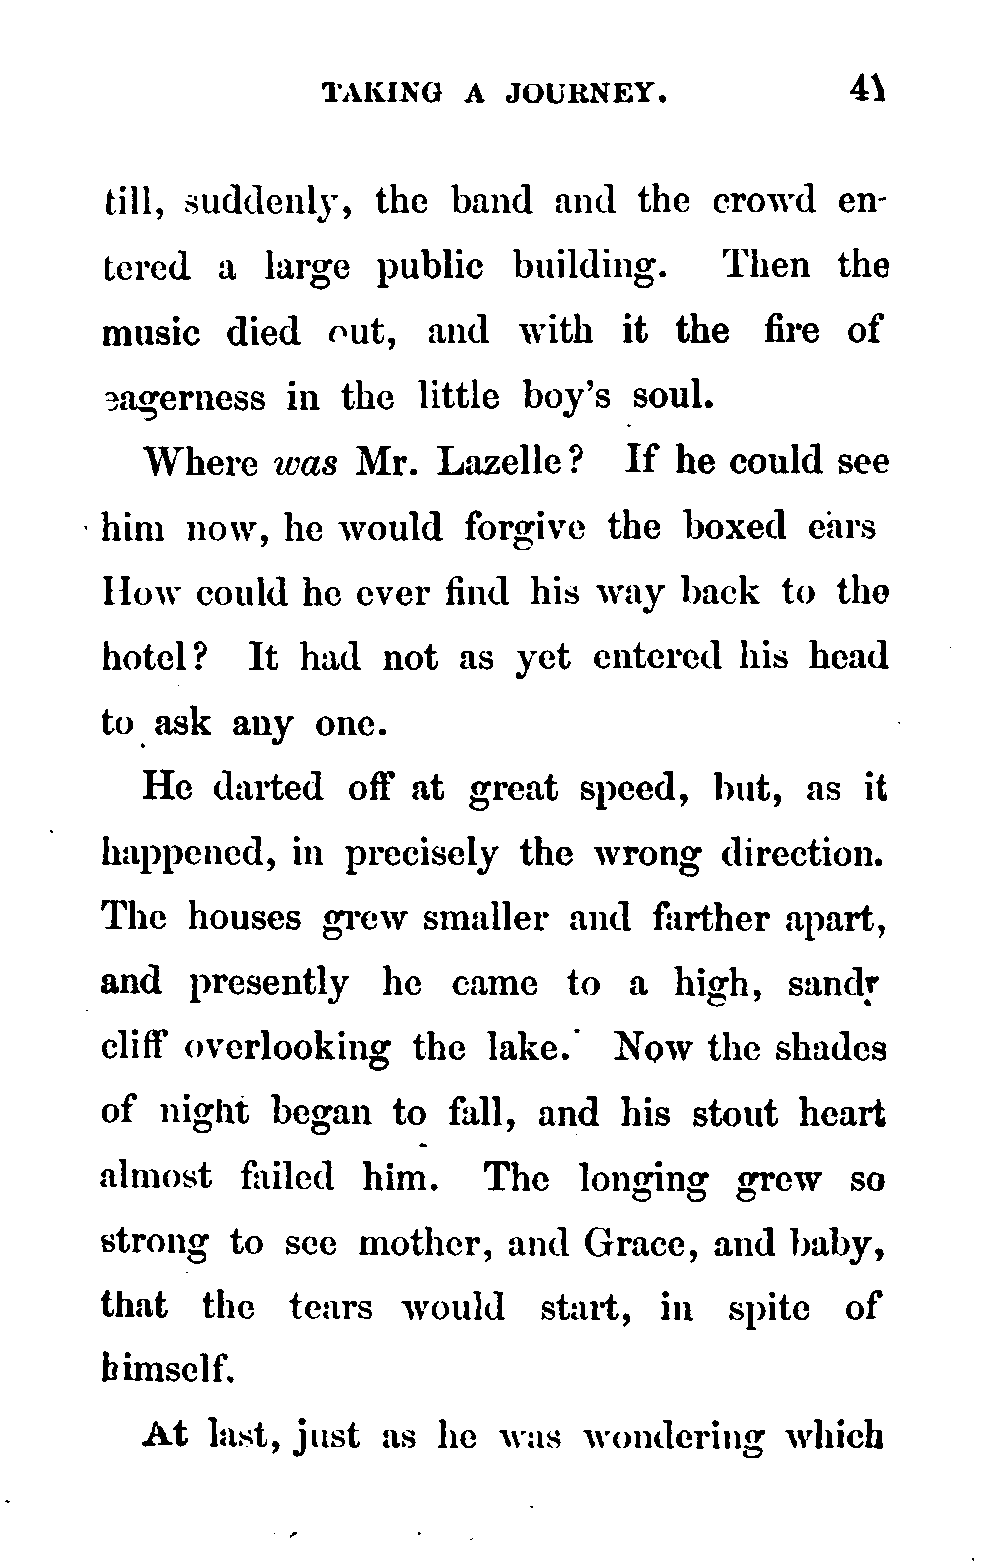 TAKING A JOURNEY. 41
till, suddenly, the band and the crowd en-
tered a large public building. Then the
music died out, and with it the fire of
eagerness in the little boy's soul.
Where was Mr. Lazelle? If he could see
him now, he would forgive the boxed ears
How could he ever find his way back to the
hotel? It had not as yet entered his head
to ask any one.
He darted off at great speed, but, as it
happened, in precisely the wrong direction.
The houses grew smaller and farther apart,
and presently he came to a high, sandy
cliff overlooking the lake. Now the shades
of night began to fall, and his stout heart
almost failed him. The longing grew so
strong to see mother, and Grace, and baby,
that the tears would start, in spite of
himself.
At last, just as he was wondering which